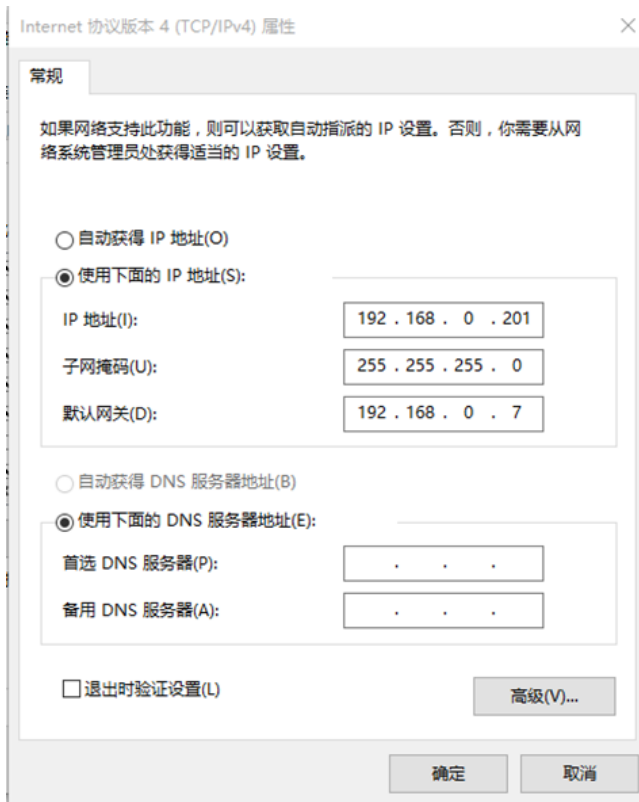 Internet 协议版本 4 (TCP/IPv4) 属性
常规
如果网络支持此功能，则可以获取自动指派的 IP 设置。否则，你需要从网
络系统管理员处获得适当的 IP 设置。
自动获得 IP 地址(O)
使用下面的 IP 地址(S):
IP 地址(I): 192 . 168 . 0 . 201
子网掩码(U): 255 . 255 . 255 . 0
默认网关(D): 192 . 168 . 0 . 7
自动获得 DNS 服务器地址(B)
使用下面的 DNS 服务器地址(E):
首选 DNS 服务器(P): . . .
备用 DNS 服务器(A): . . .
退出时验证设置(L)
高级(V)...
确定 取消